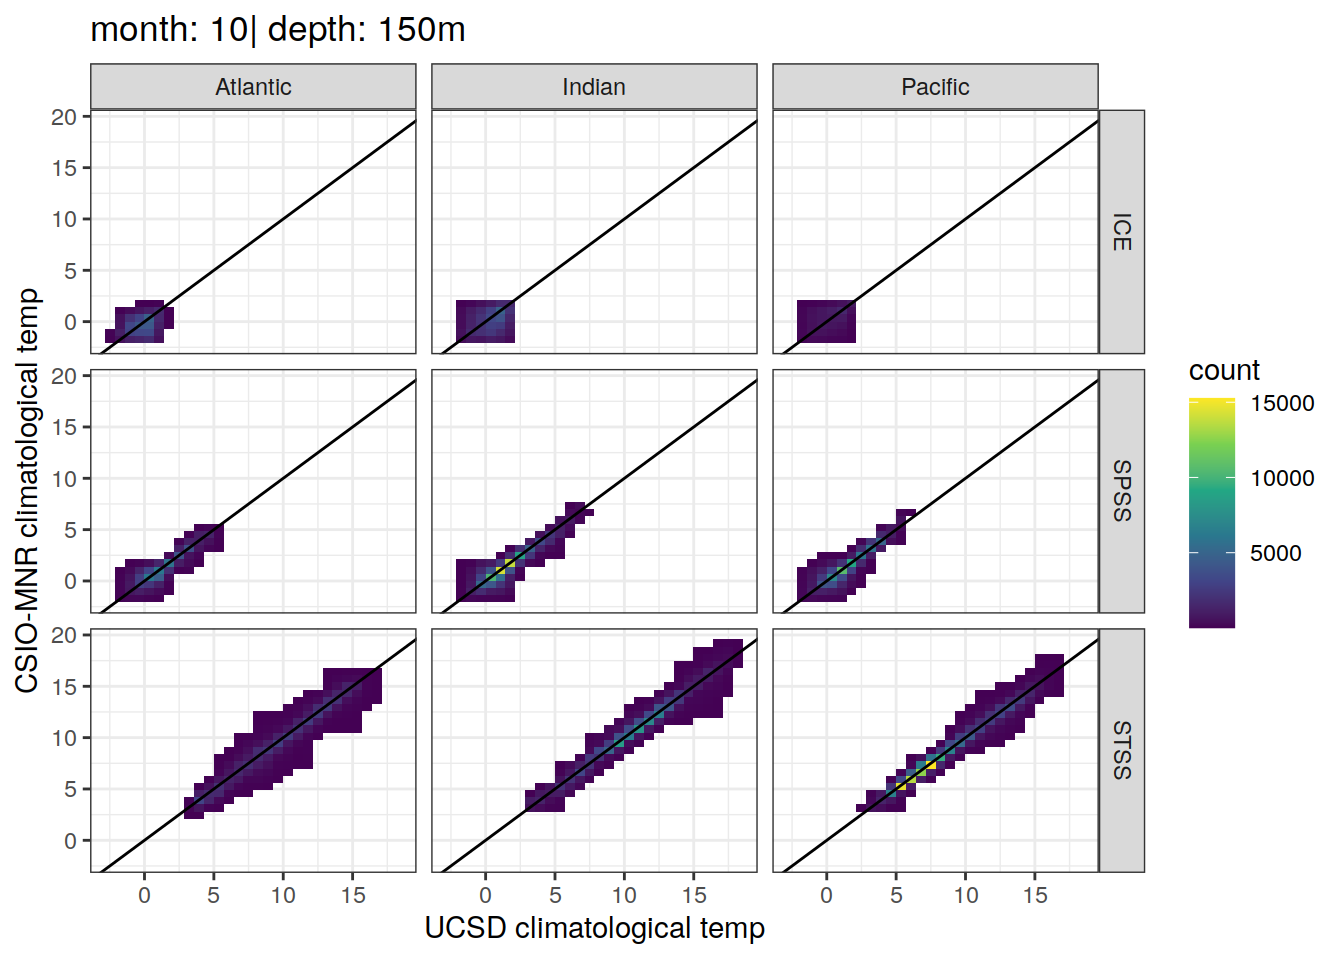 month: 10| depth: 150m
Atlantic
Indian
Pacific
20
15
10
5
0
ICE
20
15
10
5
0
SPSS
20
15
10
5
0
STSS
0 5 10 15
0 5 10 15
0 5 10 15
UCSD climatological temp
CSIO-MNR climatological temp
count
15000
10000
5000